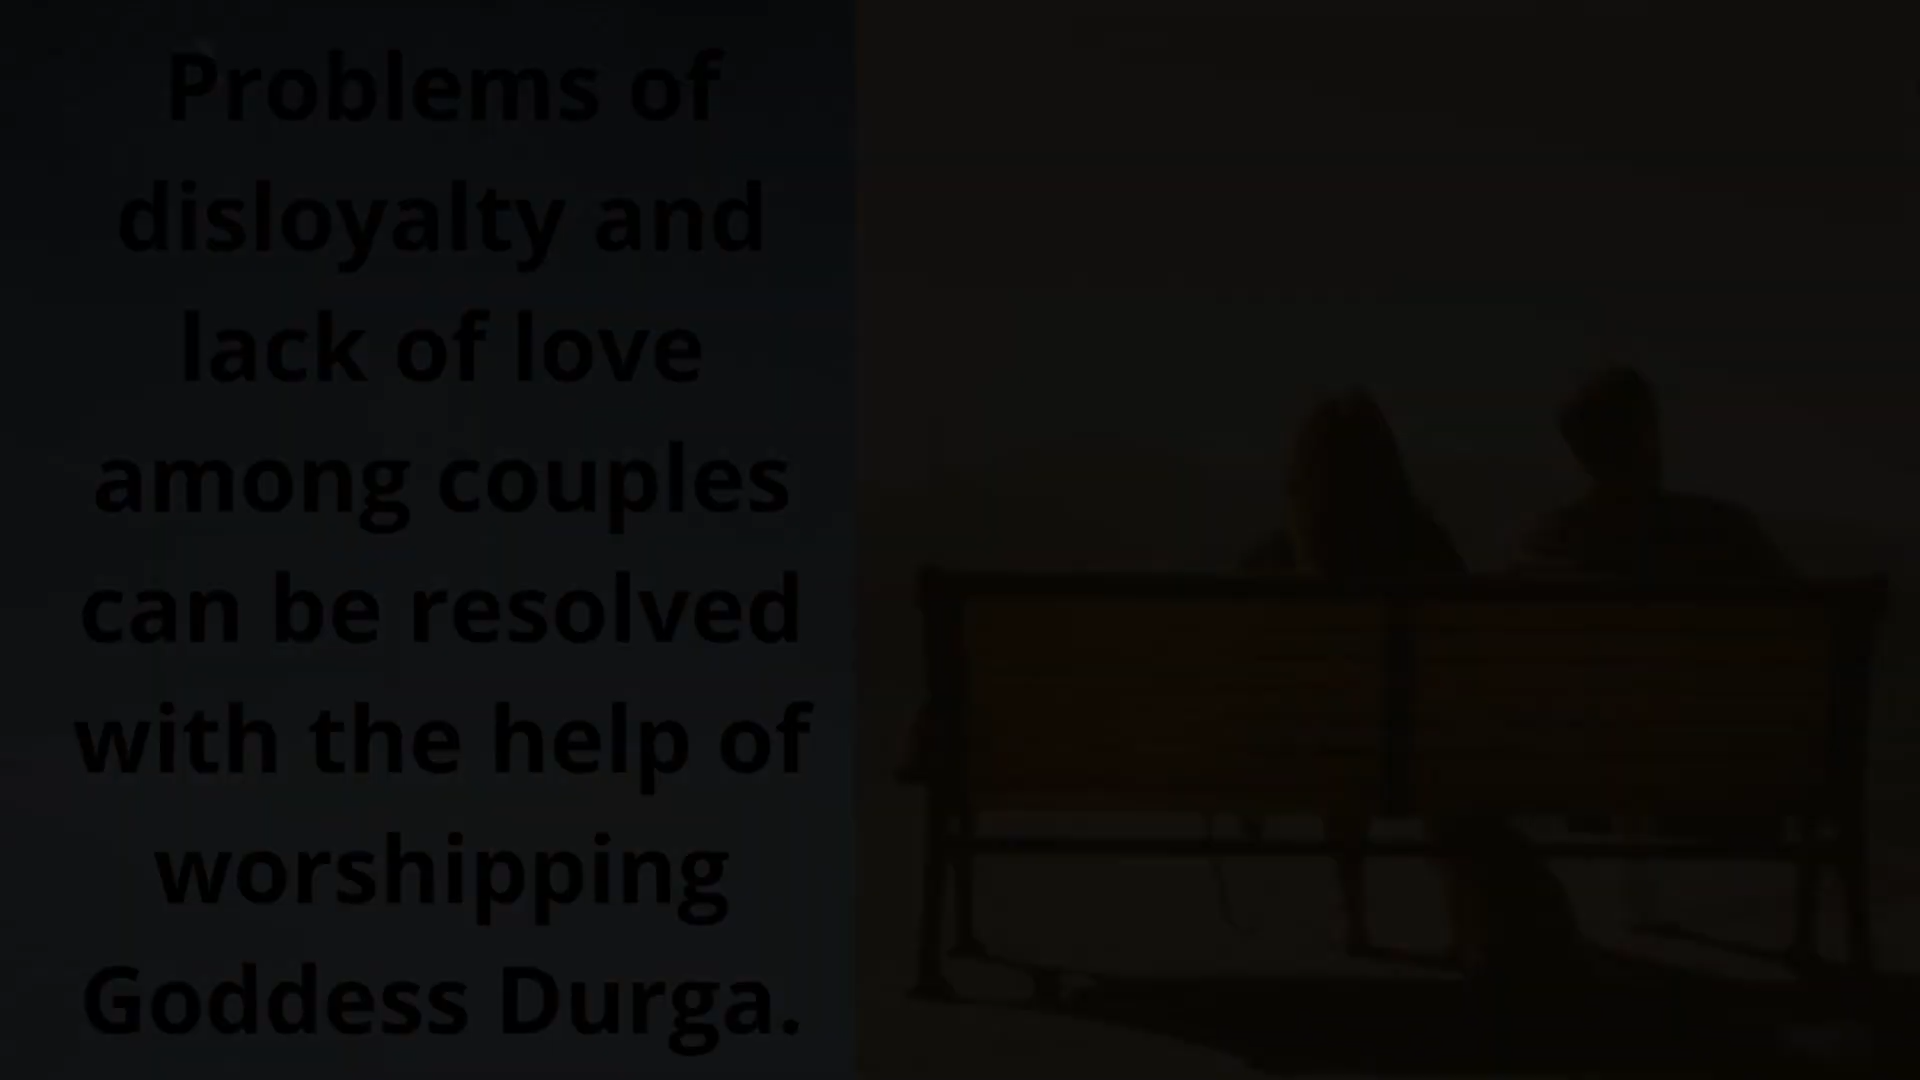 Problems of
disloyalty and
lack of love
among couples
can be resolved
with the help of
worshipping
Goddess Durga.